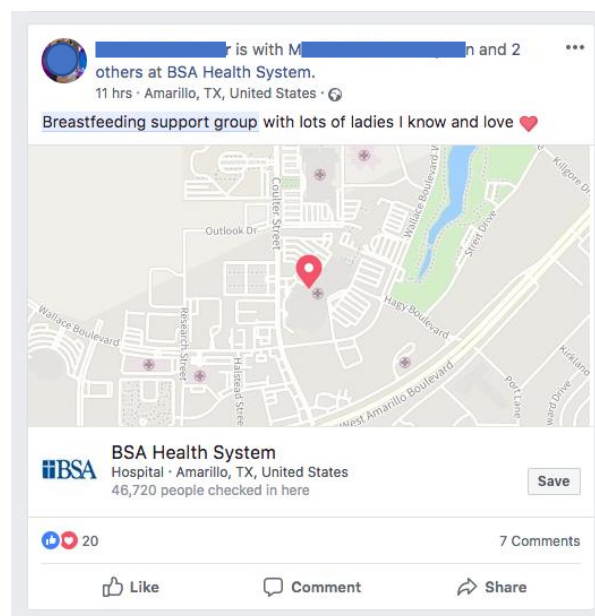 r is with M n and 2
others at BSA Health System.
11 hrs · Amarillo, TX, United States ·
Breastfeeding support group with lots of ladies I know and love ❤
Killgore Dr
Coulter Street
Wallace Boulevard
Streit Drive
Outlook Dr
Hagy Boulevard
Wallace Boulevard
Research Street
Halstead Stree
West Amarillo Boulevard
Port Lane
Kirkland
ward Drive
BSA Health System
BSA
Hospital · Amarillo, TX, United States
46,720 people checked in here
Save
20
7 Comments
Like
Comment
Share